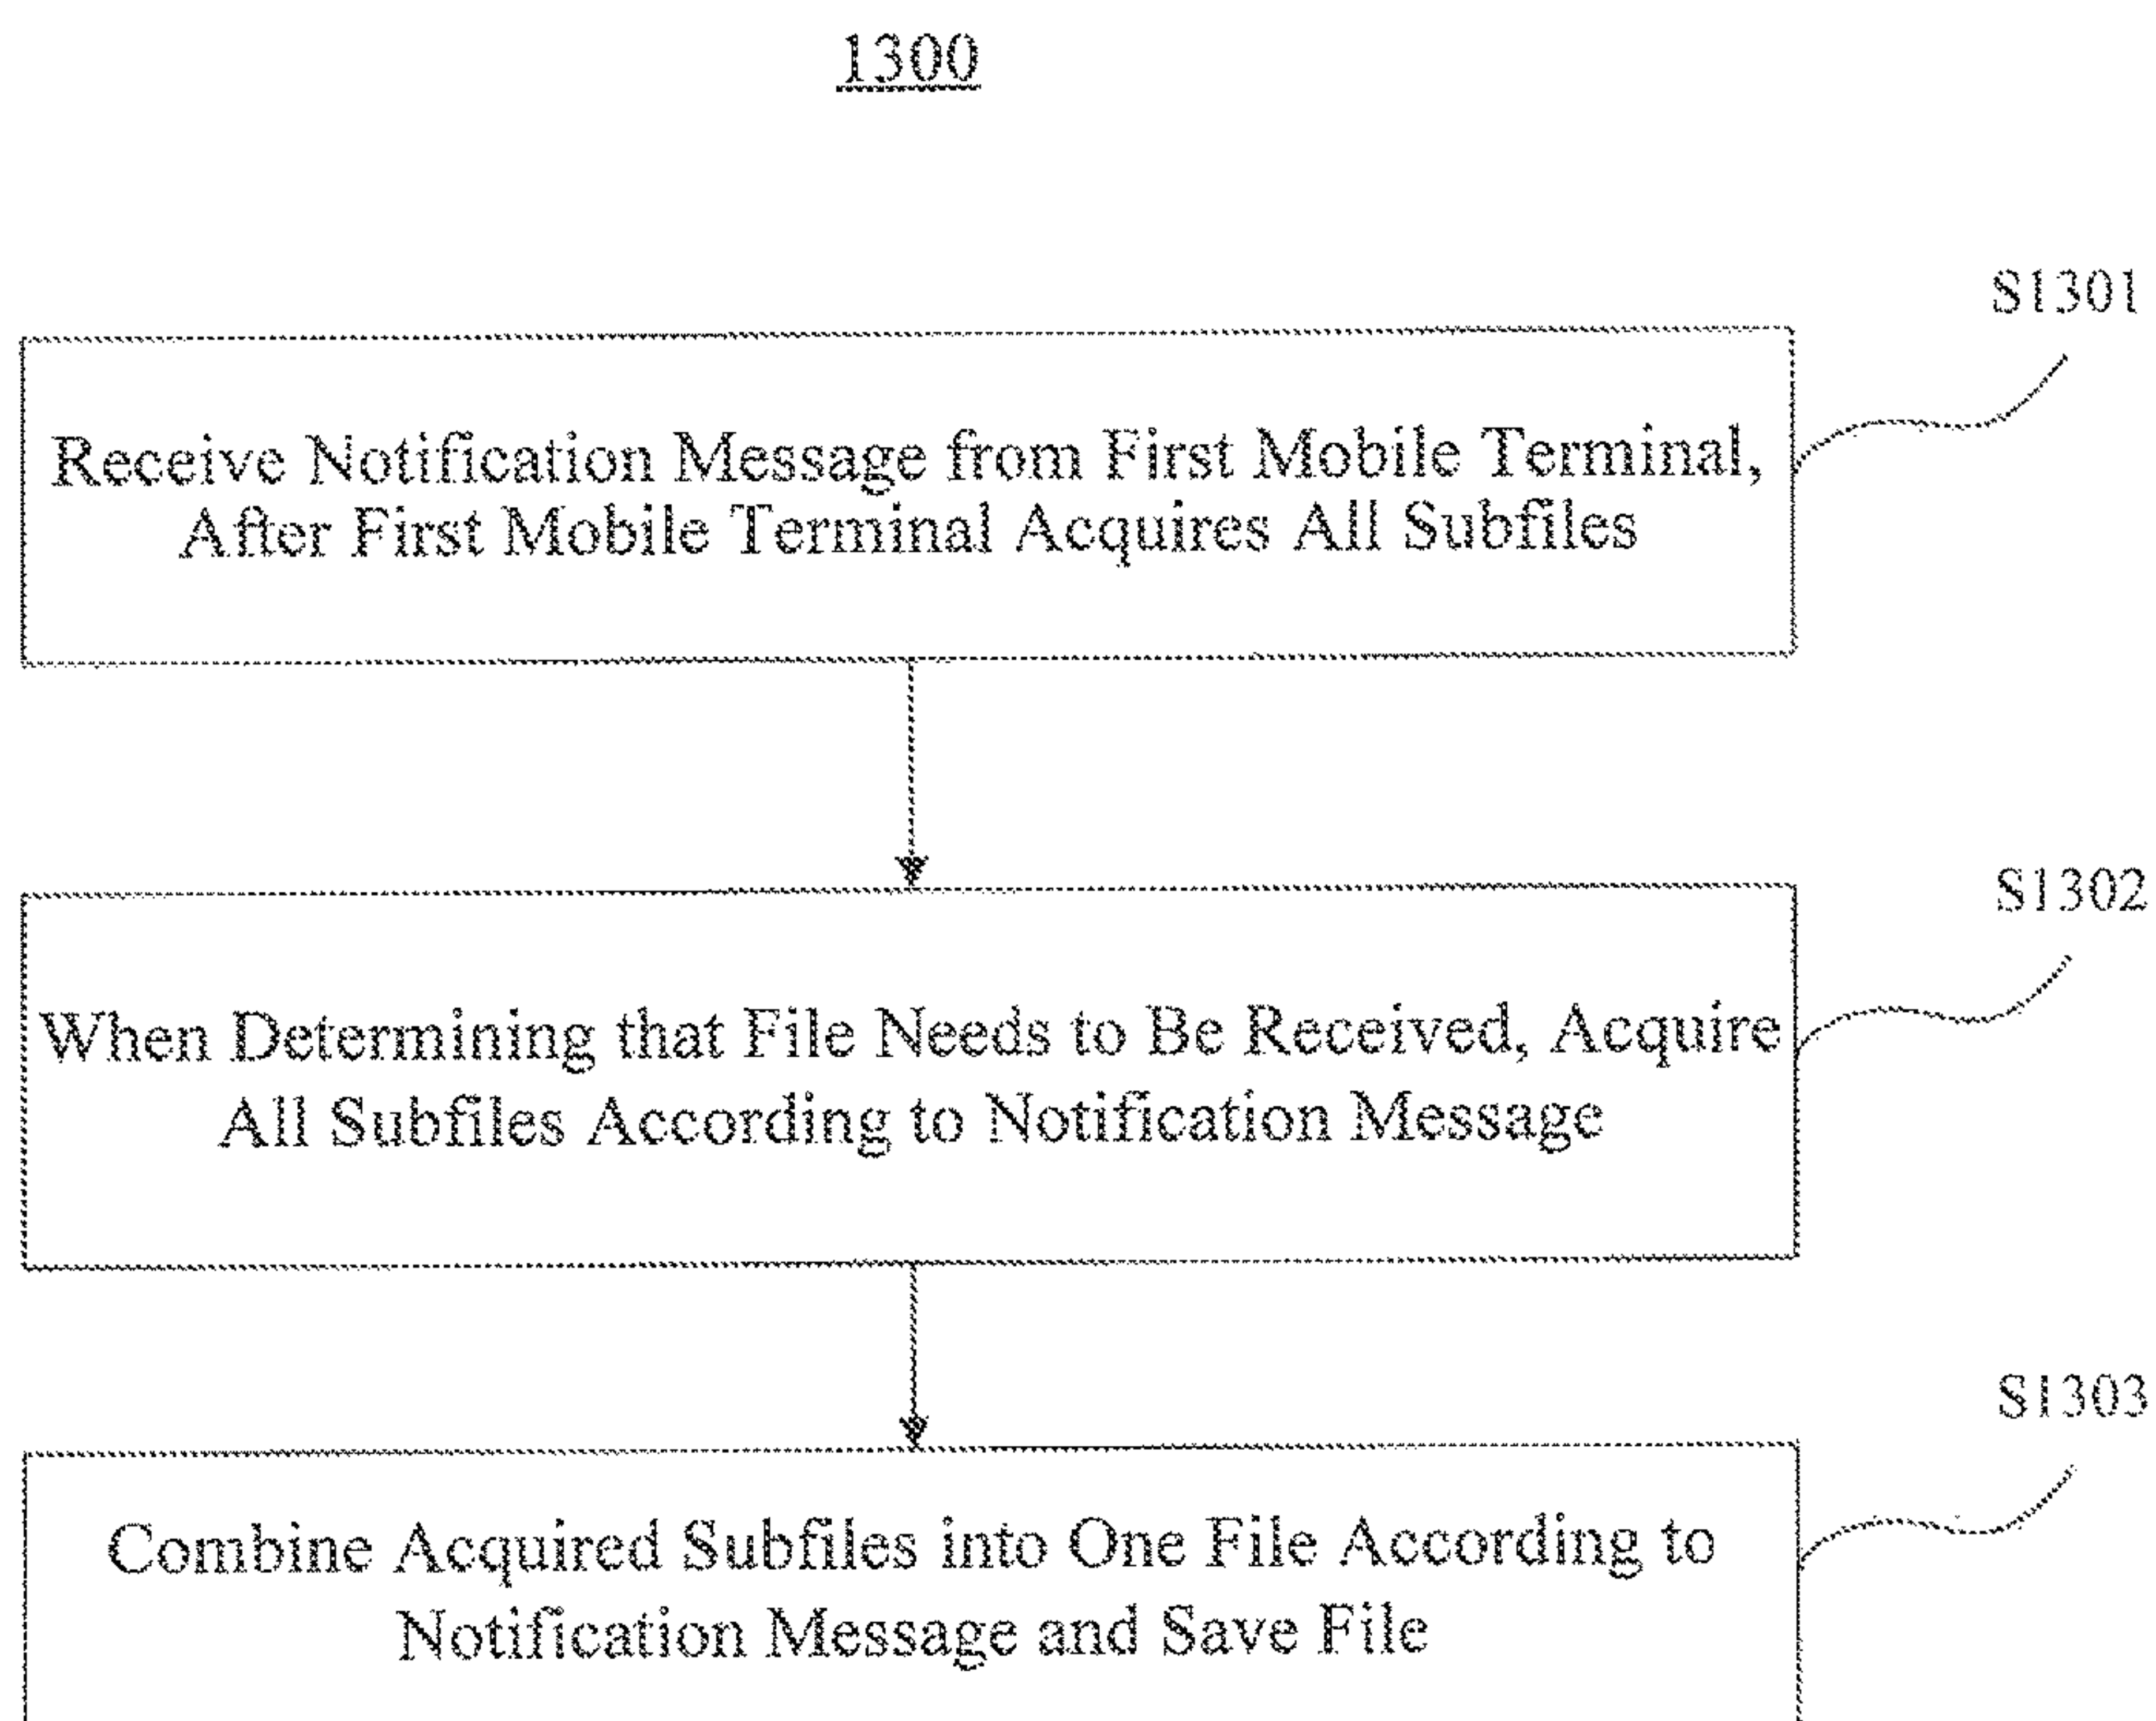 1300
S1301
Receive Notification Message from First Mobile Terminal,
After First Mobile Terminal Acquires All Subfiles
S1302
When Determining that File Needs to Be Received, Acquire
All Subfiles According to Notification Message
S1303
Combine Acquired Subfiles into One File According to
Notification Message and Save File